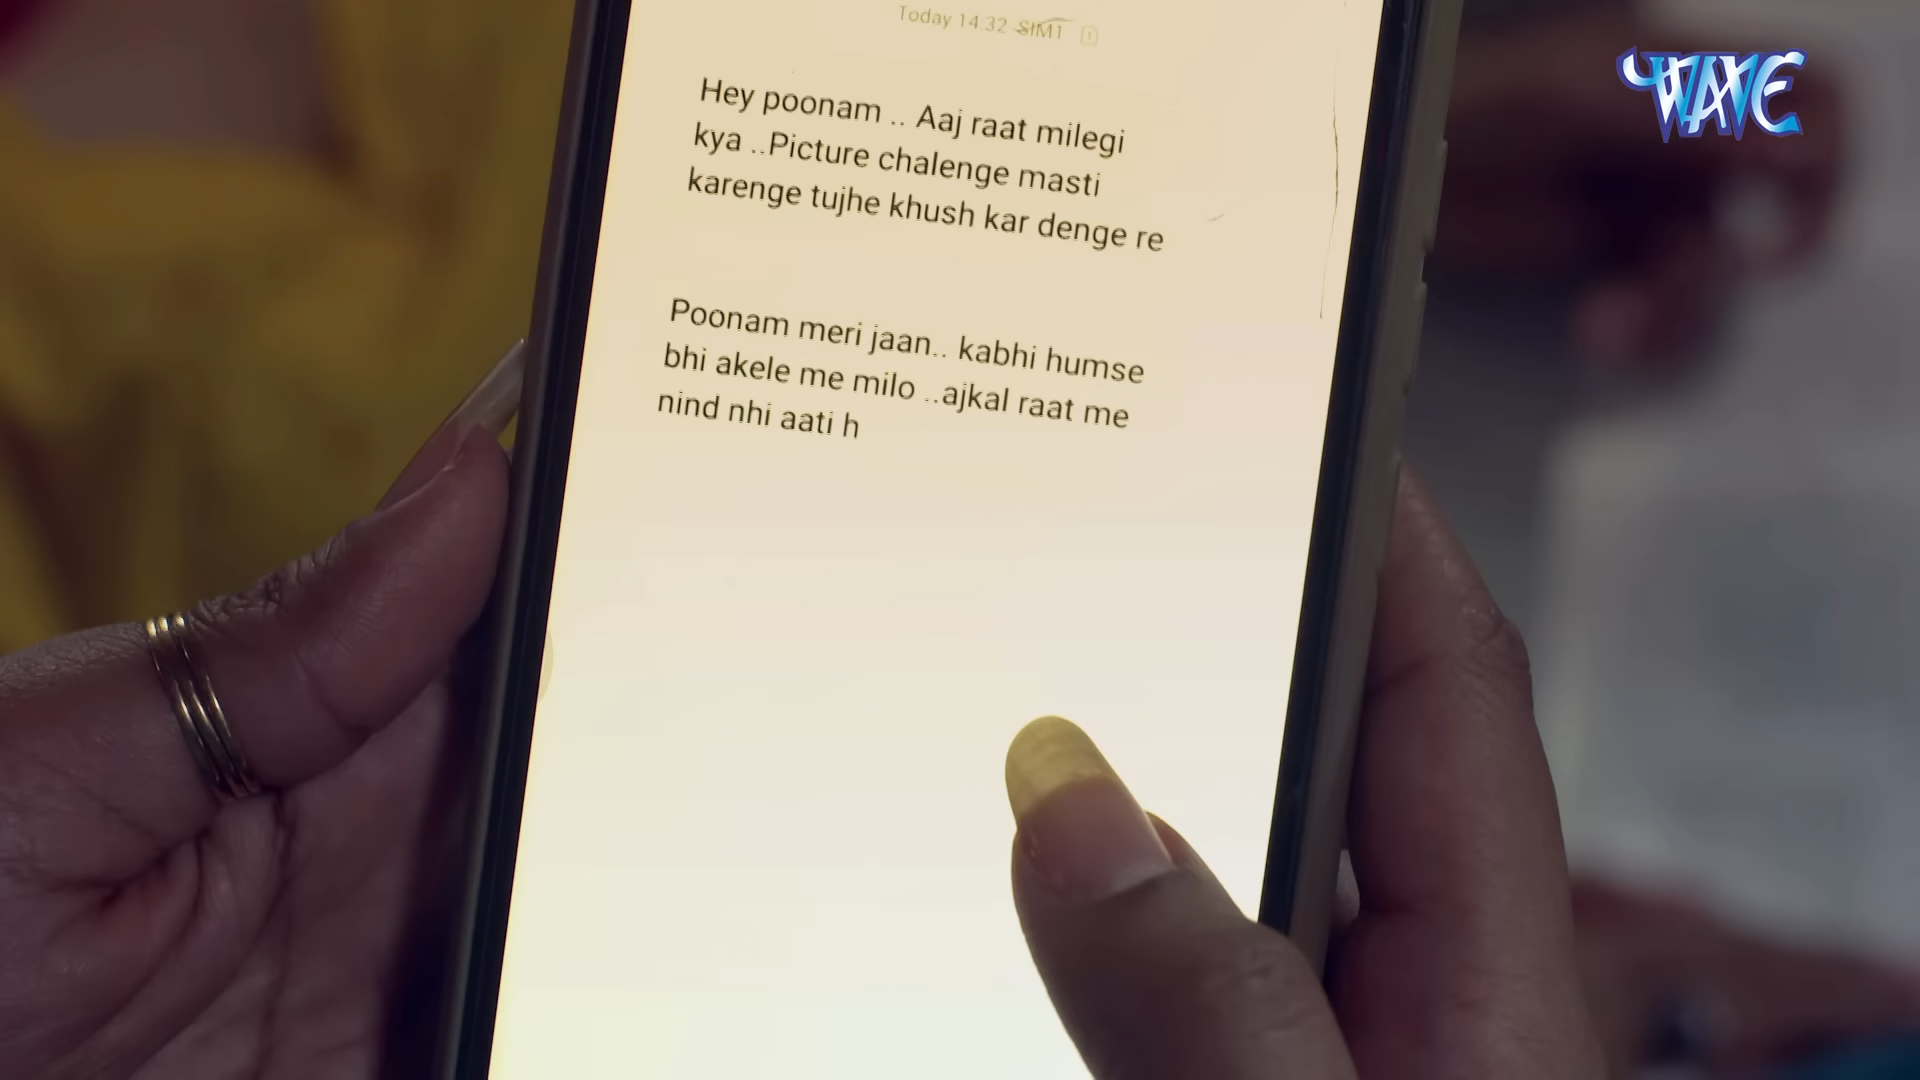 Today 14:32 SIM1
WAVE
Hey poonam .. Aaj raat milegi
kya ..Picture chalenge masti
karenge tujhe khush kar denge re
Poonam meri jaan.. kabhi humse
bhi akele me milo ..ajkal raat me
nind nhi aati h